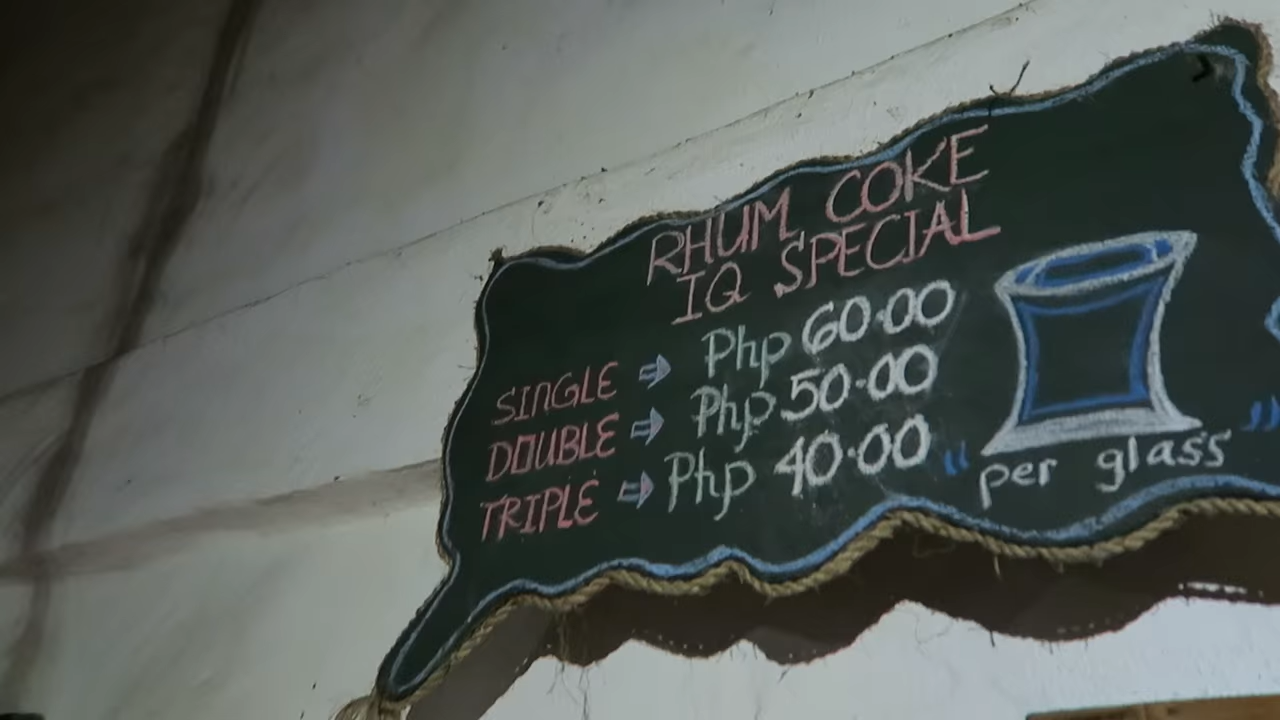 RHUM COKE
IQ SPECIAL
SINGLE ⇨ Php 60.00
DOUBLE ⇨ Php 50.00
TRIPLE ⇨ Php 40.00
"per glass"